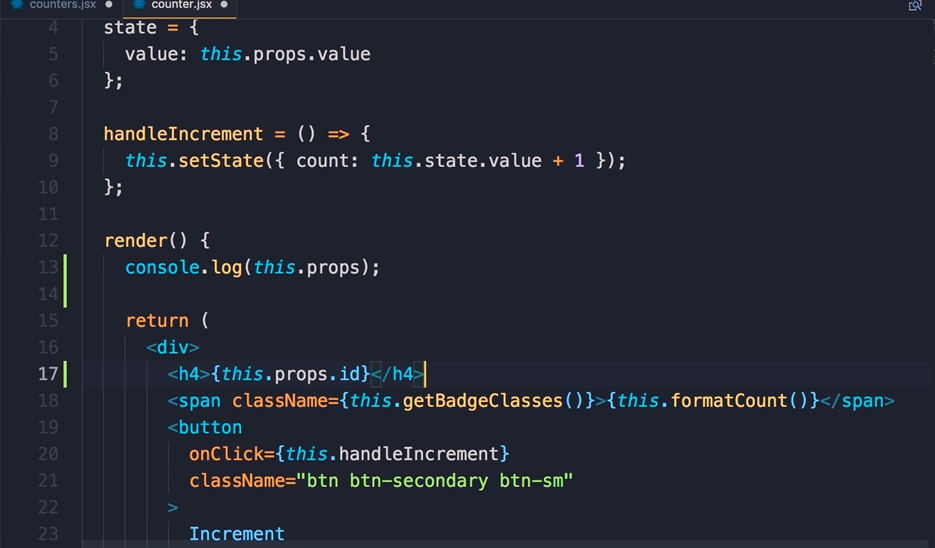 counters.jsx ● counter.jsx ●
4 state = {
5 value: this.props.value
6 };
7
8 handleIncrement = () => {
9 this.setState({ count: this.state.value + 1 });
10 };
11
12 render() {
13 console.log(this.props);
14
15 return (
16 <div>
17 <h4>{this.props.id}</h4>
18 <span className={this.getBadgeClasses()}>{this.formatCount()}</span>
19 <button
20 onClick={this.handleIncrement}
21 className="btn btn-secondary btn-sm"
22 >
23 Increment